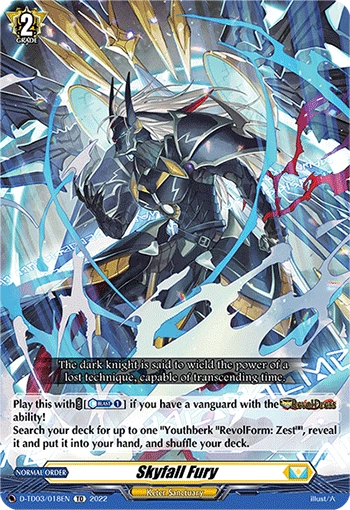 2
GRADE
The dark knight is said to wield the power of a
lost technique, capable of transcending time.
Play this with [BLAST 1] if you have a vanguard with the RevolDress
ability!
Search your deck for up to one "Youthberk "RevolForm: Zest"", reveal
it and put it into your hand, and shuffle your deck.
NORMAL ORDER
Skyfall Fury
D-TD03/018EN TD 2022
Keter Sanctuary
illust/A